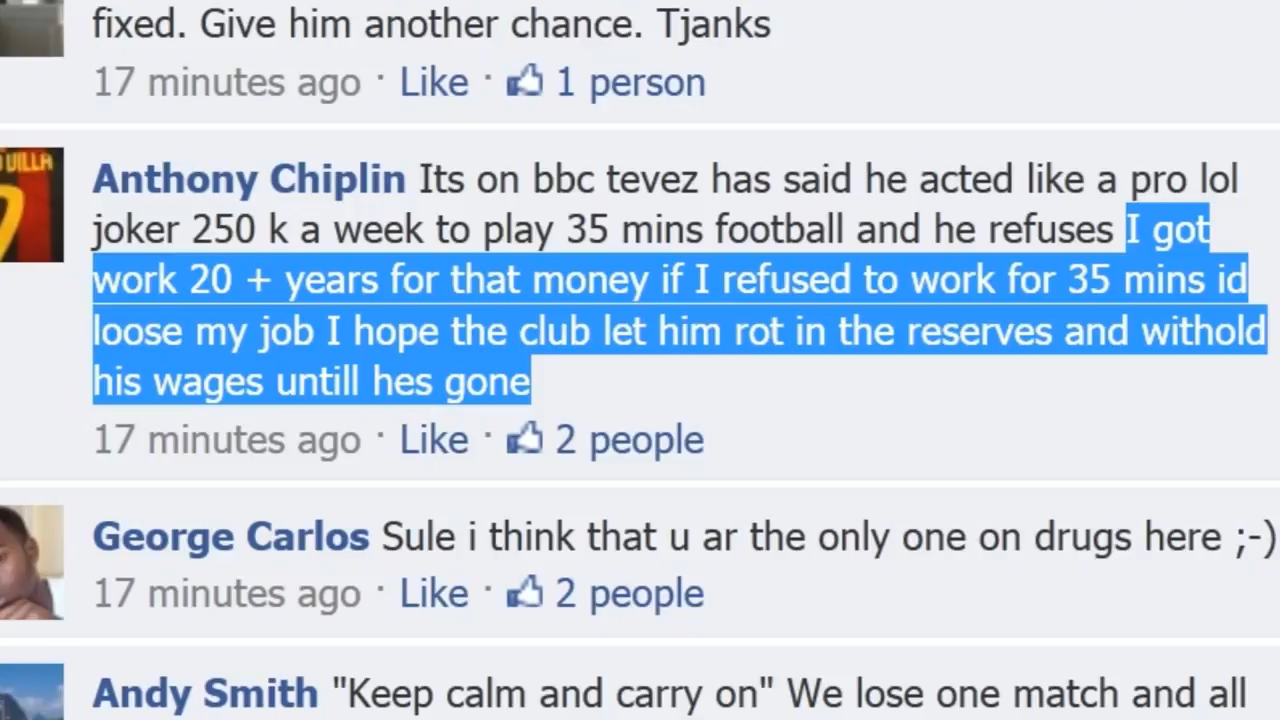 fixed. Give him another chance. Tjanks
17 minutes ago · Like · 1 person
Anthony Chiplin Its on bbc tevez has said he acted like a pro lol
joker 250 k a week to play 35 mins football and he refuses I got
work 20 + years for that money if I refused to work for 35 mins id
loose my job I hope the club let him rot in the reserves and withold
his wages untill hes gone
17 minutes ago · Like · 2 people
George Carlos Sule i think that u ar the only one on drugs here ;-)
17 minutes ago · Like · 2 people
Andy Smith "Keep calm and carry on" We lose one match and all